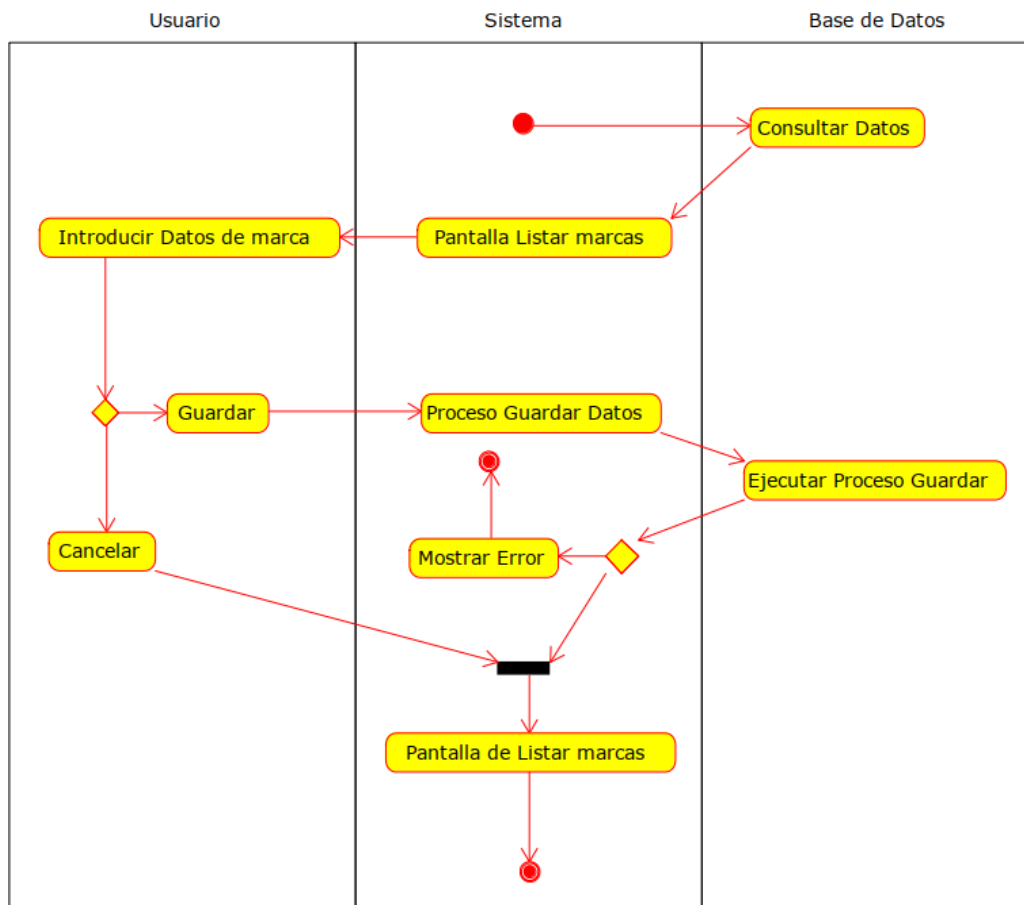 Usuario
Sistema
Base de Datos
Consultar Datos
Introducir Datos de marca
Pantalla Listar marcas
Guardar
Proceso Guardar Datos
Ejecutar Proceso Guardar
Cancelar
Mostrar Error
Pantalla de Listar marcas